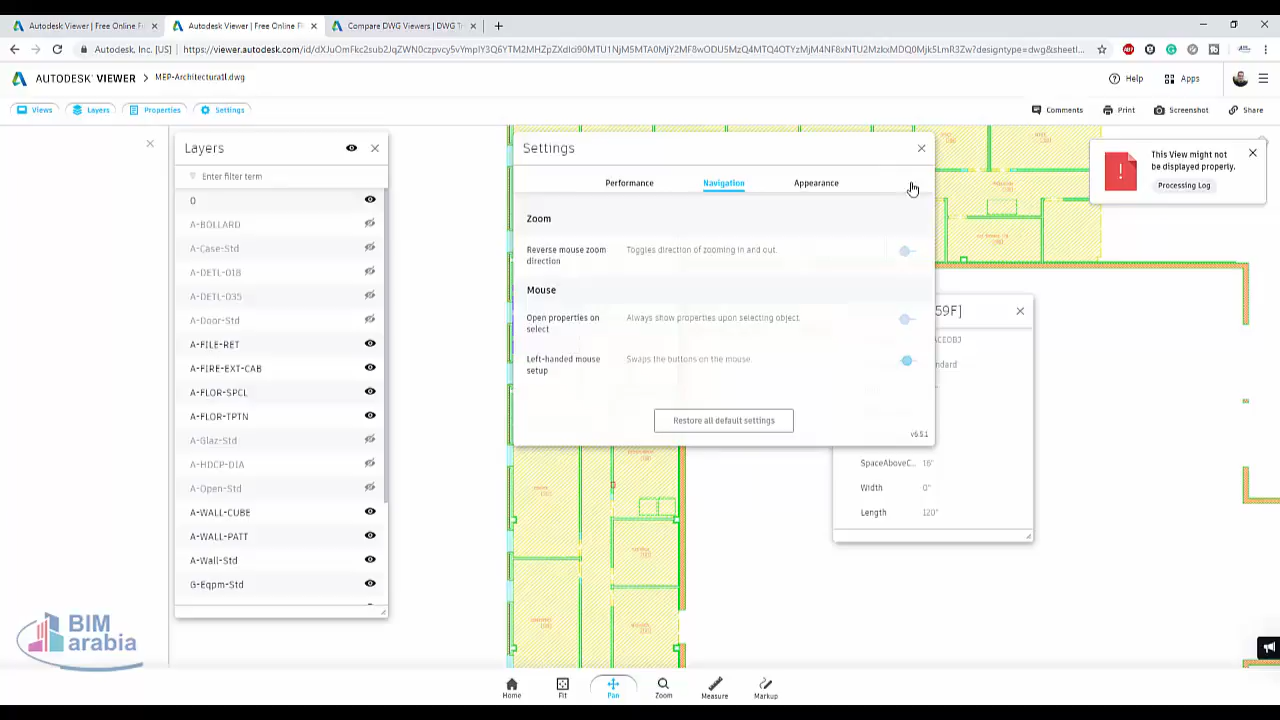 Autodesk Viewer | Free Online Fi
Autodesk Viewer | Free Online Fi
Compare DWG Viewers | DWG Tr
Autodesk, Inc. [US]
AUTODESK® VIEWER
MEP-Architectural1.dwg
Help
Apps
Views
Layers
Properties
Settings
Comments
Print
Screenshot
Share
Layers
Enter filter term
0
A-BOLLARD
A-Case-Std
A-DETL-018
A-DETL-035
A-Door-Std
A-FILE-RET
A-FIRE-EXT-CAB
A-FLOR-SPCL
A-FLOR-TPTN
A-Glaz-Std
A-HDCP-DIA
A-Open-Std
A-WALL-CUBE
A-WALL-PATT
A-Wall-Std
G-Eqpm-Std
Settings
Performance
Navigation
Appearance
Zoom
Reverse mouse zoom
direction
Toggles direction of zooming in and out.
Mouse
Open properties on
select
Always show properties upon selecting object.
Left-handed mouse
setup
Swaps the buttons on the mouse.
Restore all default settings
v6.5.1
This View might not
be displayed properly.
Processing Log
59F]
ACEOBJ
andard
SpaceAboveC... 16"
Width 0"
Length 120"
BIM
arabia
Home
Fit
Pan
Zoom
Measure
Markup